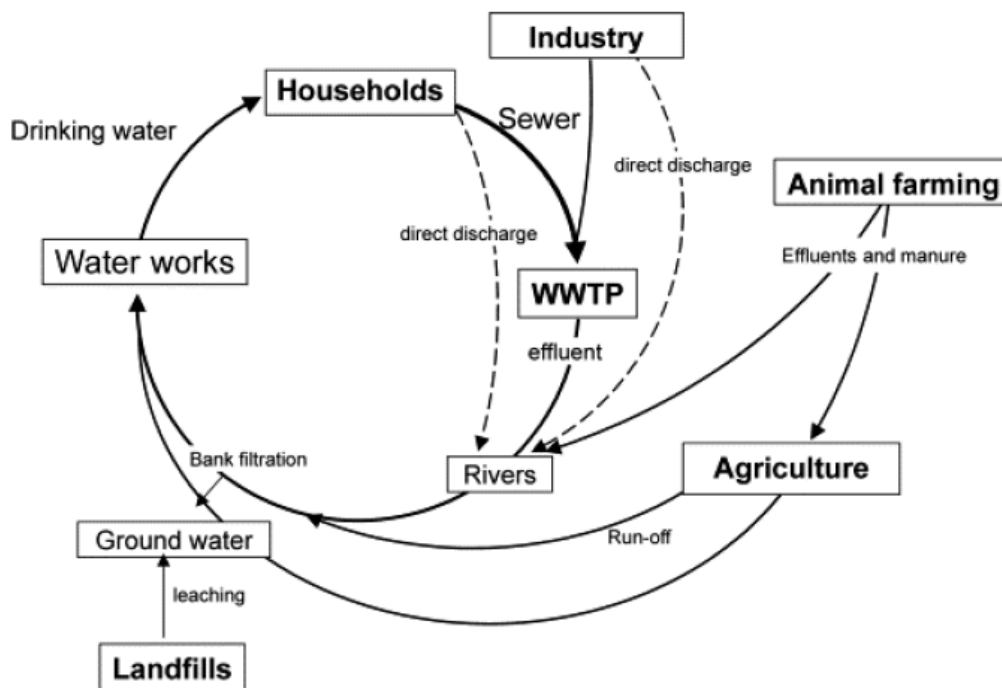 Industry
Households
Sewer
Drinking water
direct discharge
Animal farming
direct discharge
Effluents and manure
Water works
WWTP
effluent
Bank filtration
Rivers
Agriculture
Ground water
Run-off
leaching
Landfills